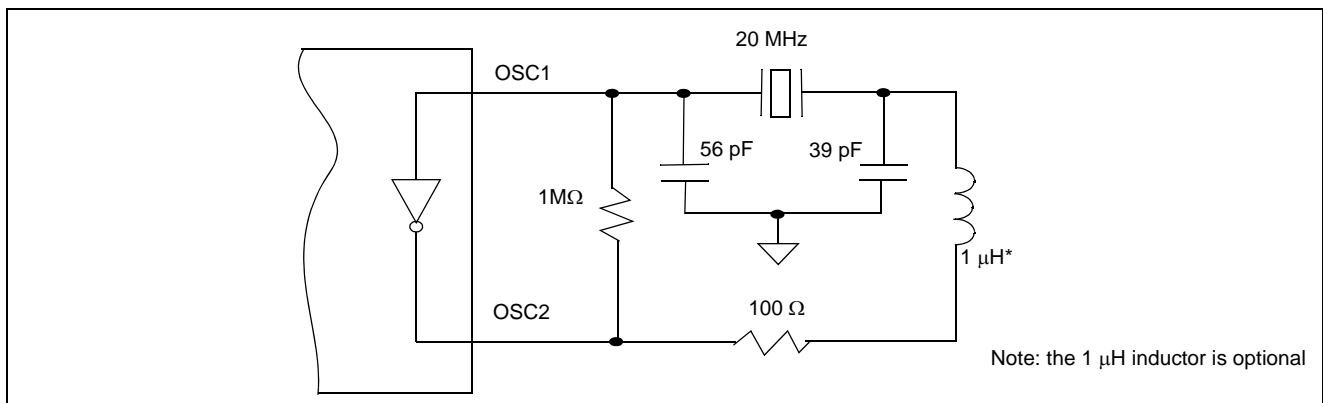 20 MHz
OSC1
56 pF
39 pF
1MΩ
1 μH*
OSC2
100 Ω
Note: the 1 μH inductor is optional